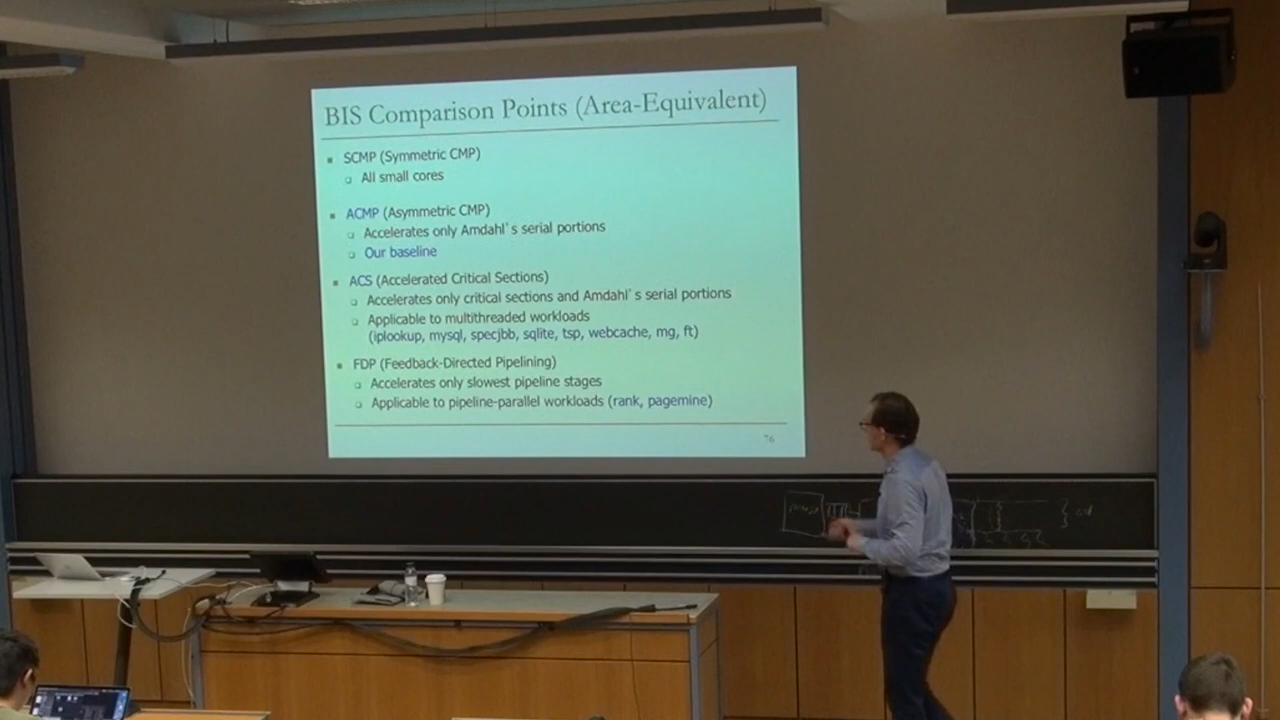 BIS Comparison Points (Area-Equivalent)
SCMP (Symmetric CMP)
All small cores
ACMP (Asymmetric CMP)
Accelerates only Amdahl's serial portions
Our baseline
ACS (Accelerated Critical Sections)
Accelerates only critical sections and Amdahl's serial portions
Applicable to multithreaded workloads
(iplookup, mysql, specjbb, sqlite, tsp, webcache, mg, ft)
FDP (Feedback-Directed Pipelining)
Accelerates only slowest pipeline stages
Applicable to pipeline-parallel workloads (rank, pagemine)
76